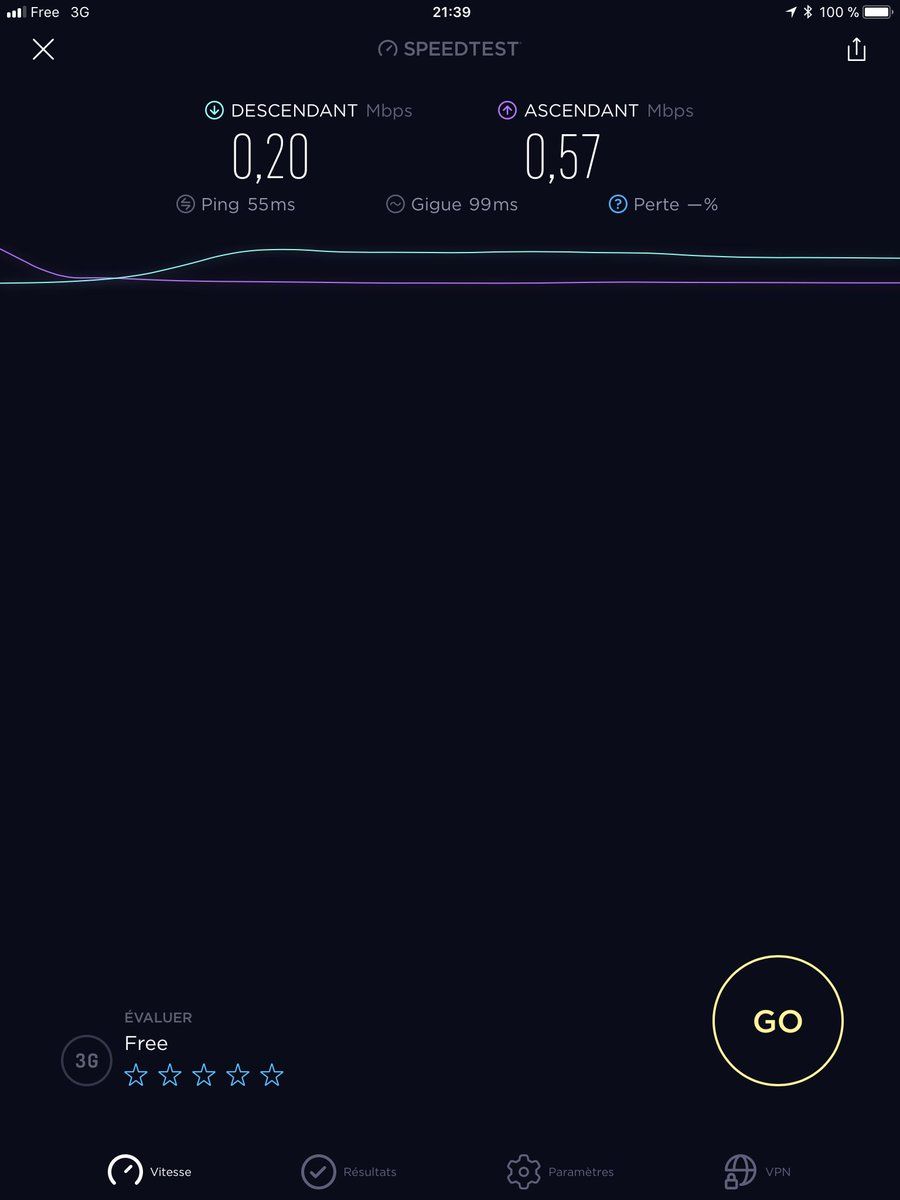 Free 3G 21:39 100 %
SPEEDTEST
DESCENDANT Mbps ASCENDANT Mbps
0,20 0,57
Ping 55ms Gigue 99ms ? Perte —%
ÉVALUER
Free
3G
GO
Vitesse Résultats Paramètres VPN